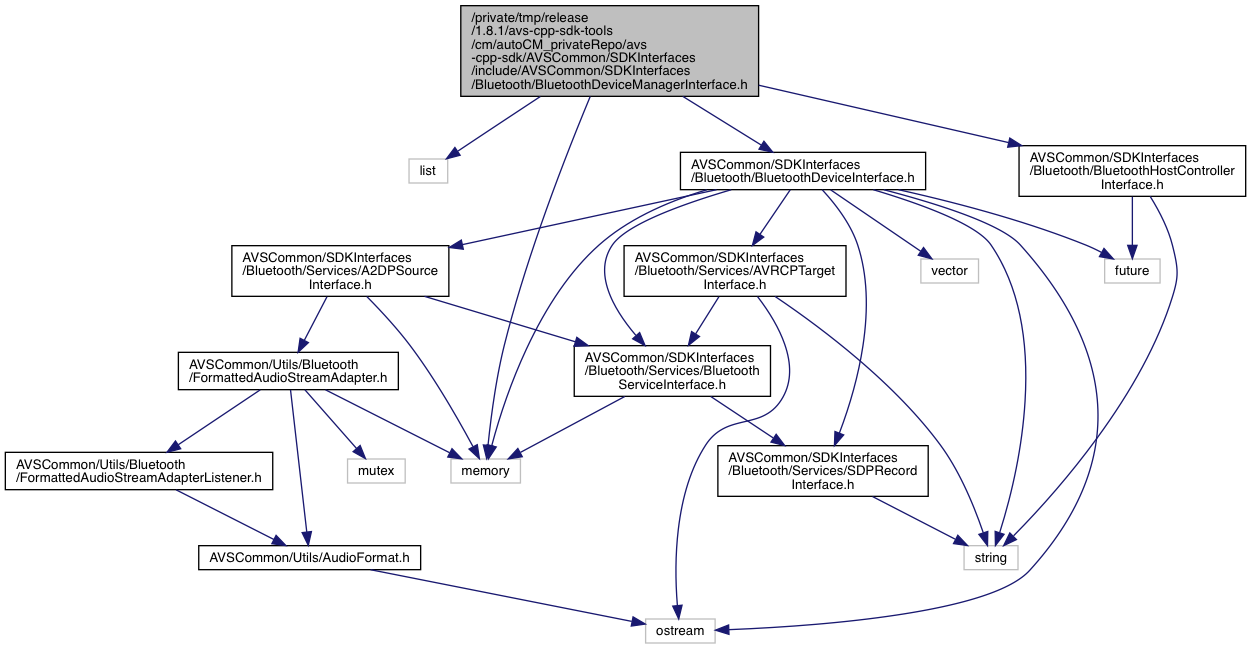 /private/tmp/release
/1.8.1/avs-cpp-sdk-tools
/cm/autoCM_privateRepo/avs
-cpp-sdk/AVSCommon/SDKInterfaces
/include/AVSCommon/SDKInterfaces
/Bluetooth/BluetoothDeviceManagerInterface.h
list
AVSCommon/SDKInterfaces
/Bluetooth/BluetoothDeviceInterface.h
AVSCommon/SDKInterfaces
/Bluetooth/BluetoothHostController
Interface.h
AVSCommon/SDKInterfaces
/Bluetooth/Services/A2DPSource
Interface.h
AVSCommon/SDKInterfaces
/Bluetooth/Services/AVRCPTarget
Interface.h
vector
future
AVSCommon/Utils/Bluetooth
/FormattedAudioStreamAdapter.h
AVSCommon/SDKInterfaces
/Bluetooth/Services/Bluetooth
ServiceInterface.h
AVSCommon/Utils/Bluetooth
/FormattedAudioStreamAdapterListener.h
mutex
memory
AVSCommon/SDKInterfaces
/Bluetooth/Services/SDPRecord
Interface.h
AVSCommon/Utils/AudioFormat.h
string
ostream